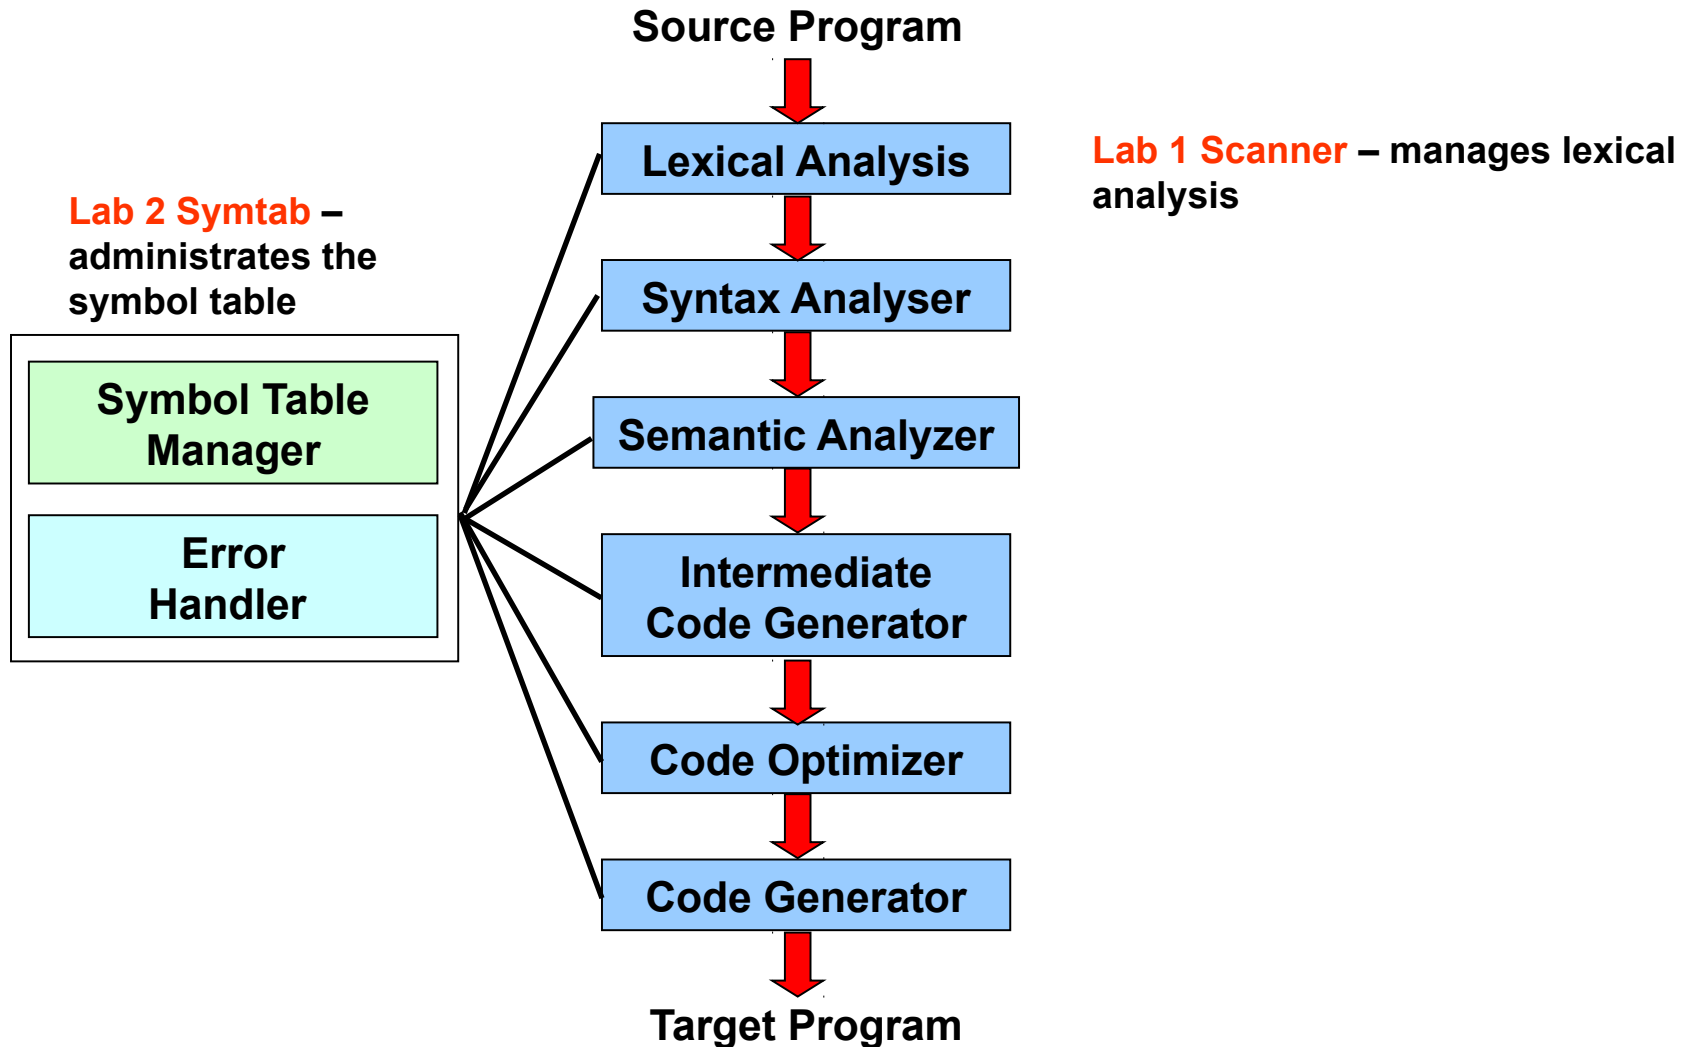 Source Program
Lexical Analysis
Lab 1 Scanner – manages lexical
analysis
Lab 2 Symtab –
administrates the
symbol table
Syntax Analyser
Symbol Table
Manager
Semantic Analyzer
Error
Handler
Intermediate
Code Generator
Code Optimizer
Code Generator
Target Program